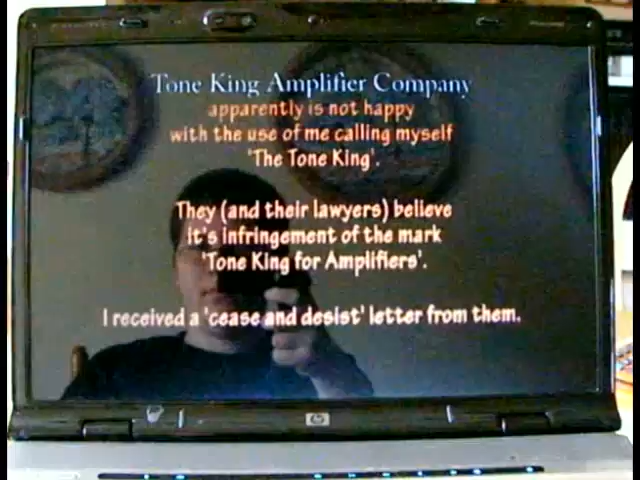 Tone King Amplifier Company
apparently is not happy
with the use of me calling myself
'The Tone King'.
They (and their lawyers) believe
it's infringement of the mark
'Tone King for Amplifiers'.
I received a 'cease and desist' letter from them.
hp